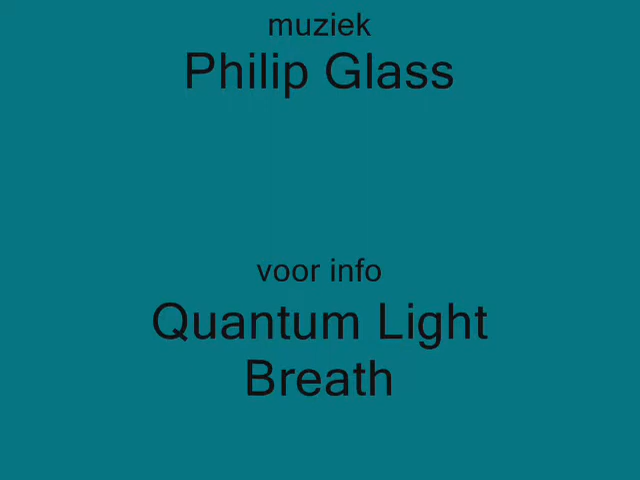 muziek
Philip Glass
voor info
Quantum Light
Breath